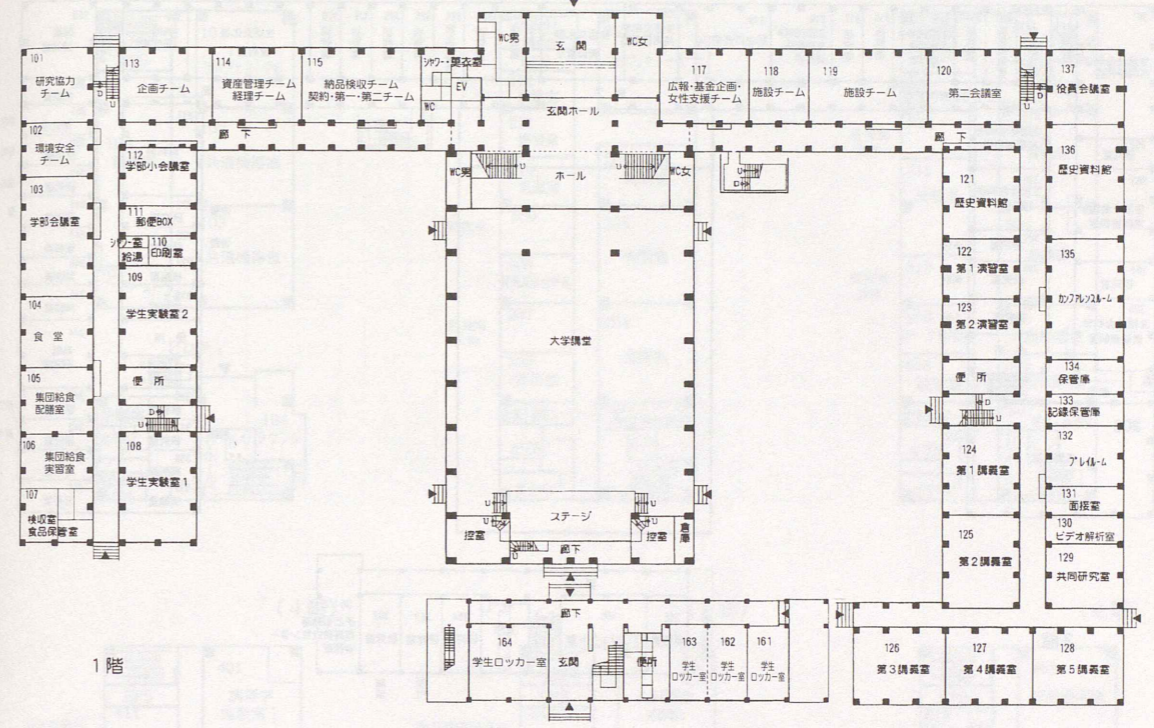 101
研究協力
チーム
102
環境安全
チーム
103
学部会議室
104
食 堂
105
集団給食
配膳室
106
集団給食
実習室
107
検収室
食品保管室
113
企画チーム
114
資産管理チーム
経理チーム
115
納品検収チーム
契約・第一・第二チーム
シャワー・更衣室
EV
WC
WC男
玄 関
WC女
玄関ホール
117
広報・基金企画・
女性支援チーム
118
施設チーム
119
施設チーム
120
第二会議室
137
役員会議室
廊 下
廊 下
112
学部小会議室
111
郵便BOX
シャワー室
給湯
110
印刷室
109
学生実験室2
便 所
D
U
108
学生実験室1
WC男
ホール
WC女
U
U
大学講堂
ステージ
U
U
U
U
控室
控室
倉庫
廊下
D
136
歴史資料館
121
歴史資料館
122
第1演習室
123
第2演習室
便 所
D
U
124
第1講義室
125
第2講義室
135
カンファレンスルーム
134
保管庫
133
記録保管庫
132
プレイルーム
131
面接室
130
ビデオ解析室
129
共同研究室
廊下
164
学生ロッカー室
玄関
便所
163
学生
ロッカー室
162
学生
ロッカー室
161
学生
ロッカー室
126
第3講義室
127
第4講義室
128
第5講義室
1階